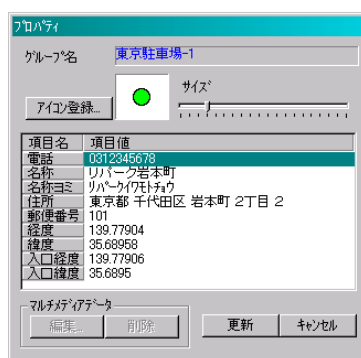 ﾌﾟﾛﾊﾟﾃｨ
ｸﾞﾙｰﾌﾟ名 東京駐車場-1
ｱｲｺﾝ登録... ｻｲｽﾞ
項目名 項目値
電話 0312345678
名称 リパーク岩本町
名称ﾖﾐ ﾘﾊﾟｰｸｲﾜﾓﾄﾁｮｳ
住所 東京都 千代田区 岩本町 2丁目 2
郵便番号 101
経度 139.77904
緯度 35.68958
入口経度 139.77906
入口緯度 35.6895
ﾏﾙﾁﾒﾃﾞｨｱﾃﾞｰﾀ
編集... 削除 更新 ｷｬﾝｾﾙ